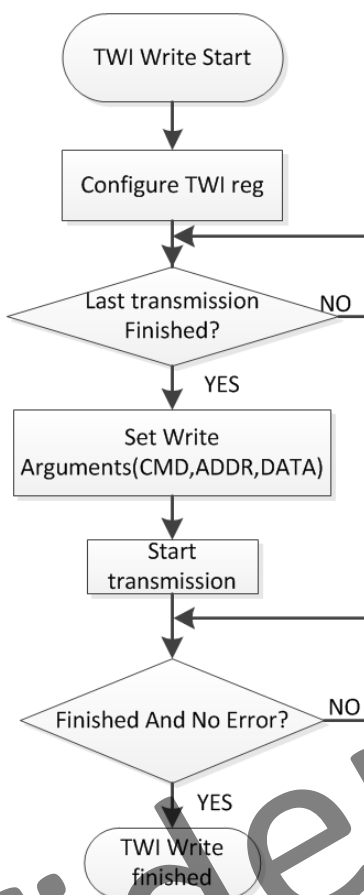 TWI Write Start
Configure TWI reg
Last transmission
Finished?
NO
YES
Set Write
Arguments(CMD,ADDR,DATA)
Start
transmission
Finished And No Error?
NO
YES
TWI Write
finished